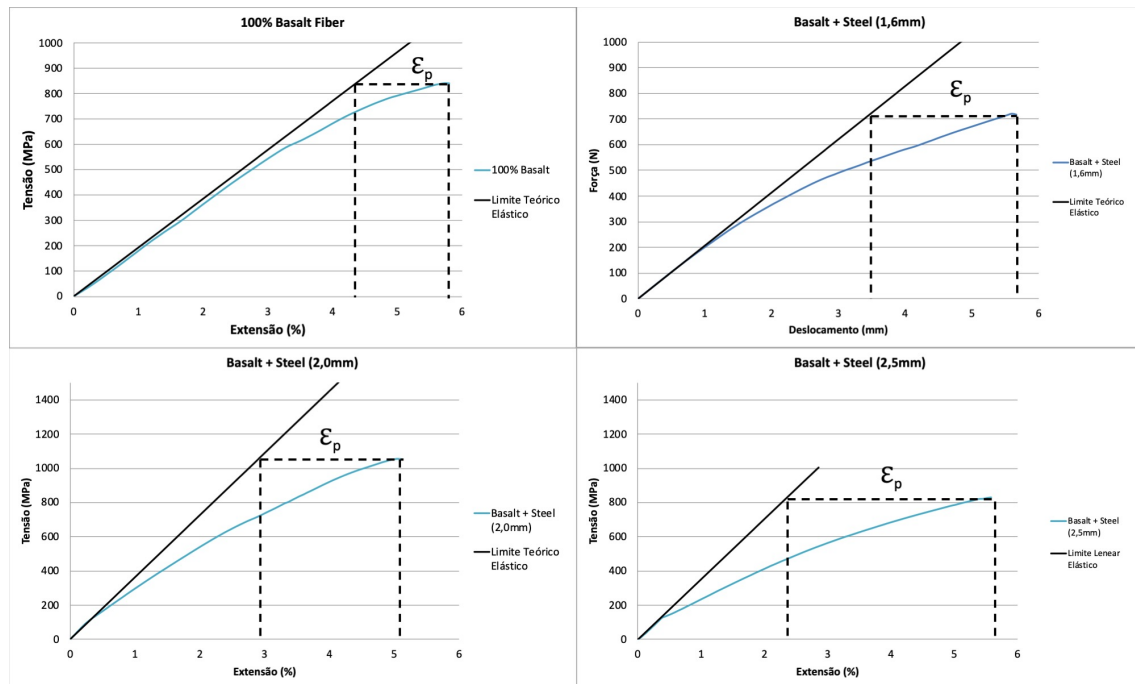 100% Basalt Fiber
1000
900
800
700
600
500
400
300
200
100
0
Tensão (MPa)
Ɛp
0 1 2 3 4 5 6
Extensão (%)
100% Basalt
Limite Teórico
Elástico
Basalt + Steel (1,6mm)
1000
900
800
700
600
500
400
300
200
100
0
Força (N)
Ɛp
0 1 2 3 4 5 6
Deslocamento (mm)
Basalt + Steel
(1,6mm)
Limite Teórico
Elástico
Basalt + Steel (2,0mm)
1400
1200
1000
800
600
400
200
0
Tensão (MPa)
Ɛp
0 1 2 3 4 5 6
Extensão (%)
Basalt + Steel
(2,0mm)
Limite Teórico
Elástico
Basalt + Steel (2,5mm)
1400
1200
1000
800
600
400
200
0
Tensão (MPa)
Ɛp
0 1 2 3 4 5 6
Extensão (%)
Basalt + Steel
(2,5mm)
Limite Lenear
Elástico